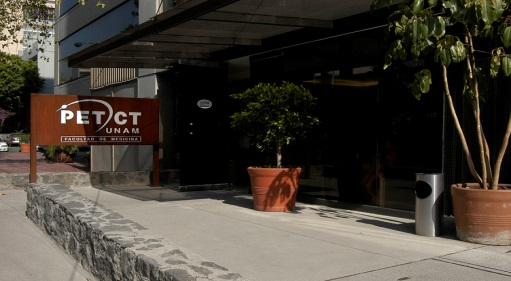 PET CT
UNAM
FACULTAD DE MEDICINA